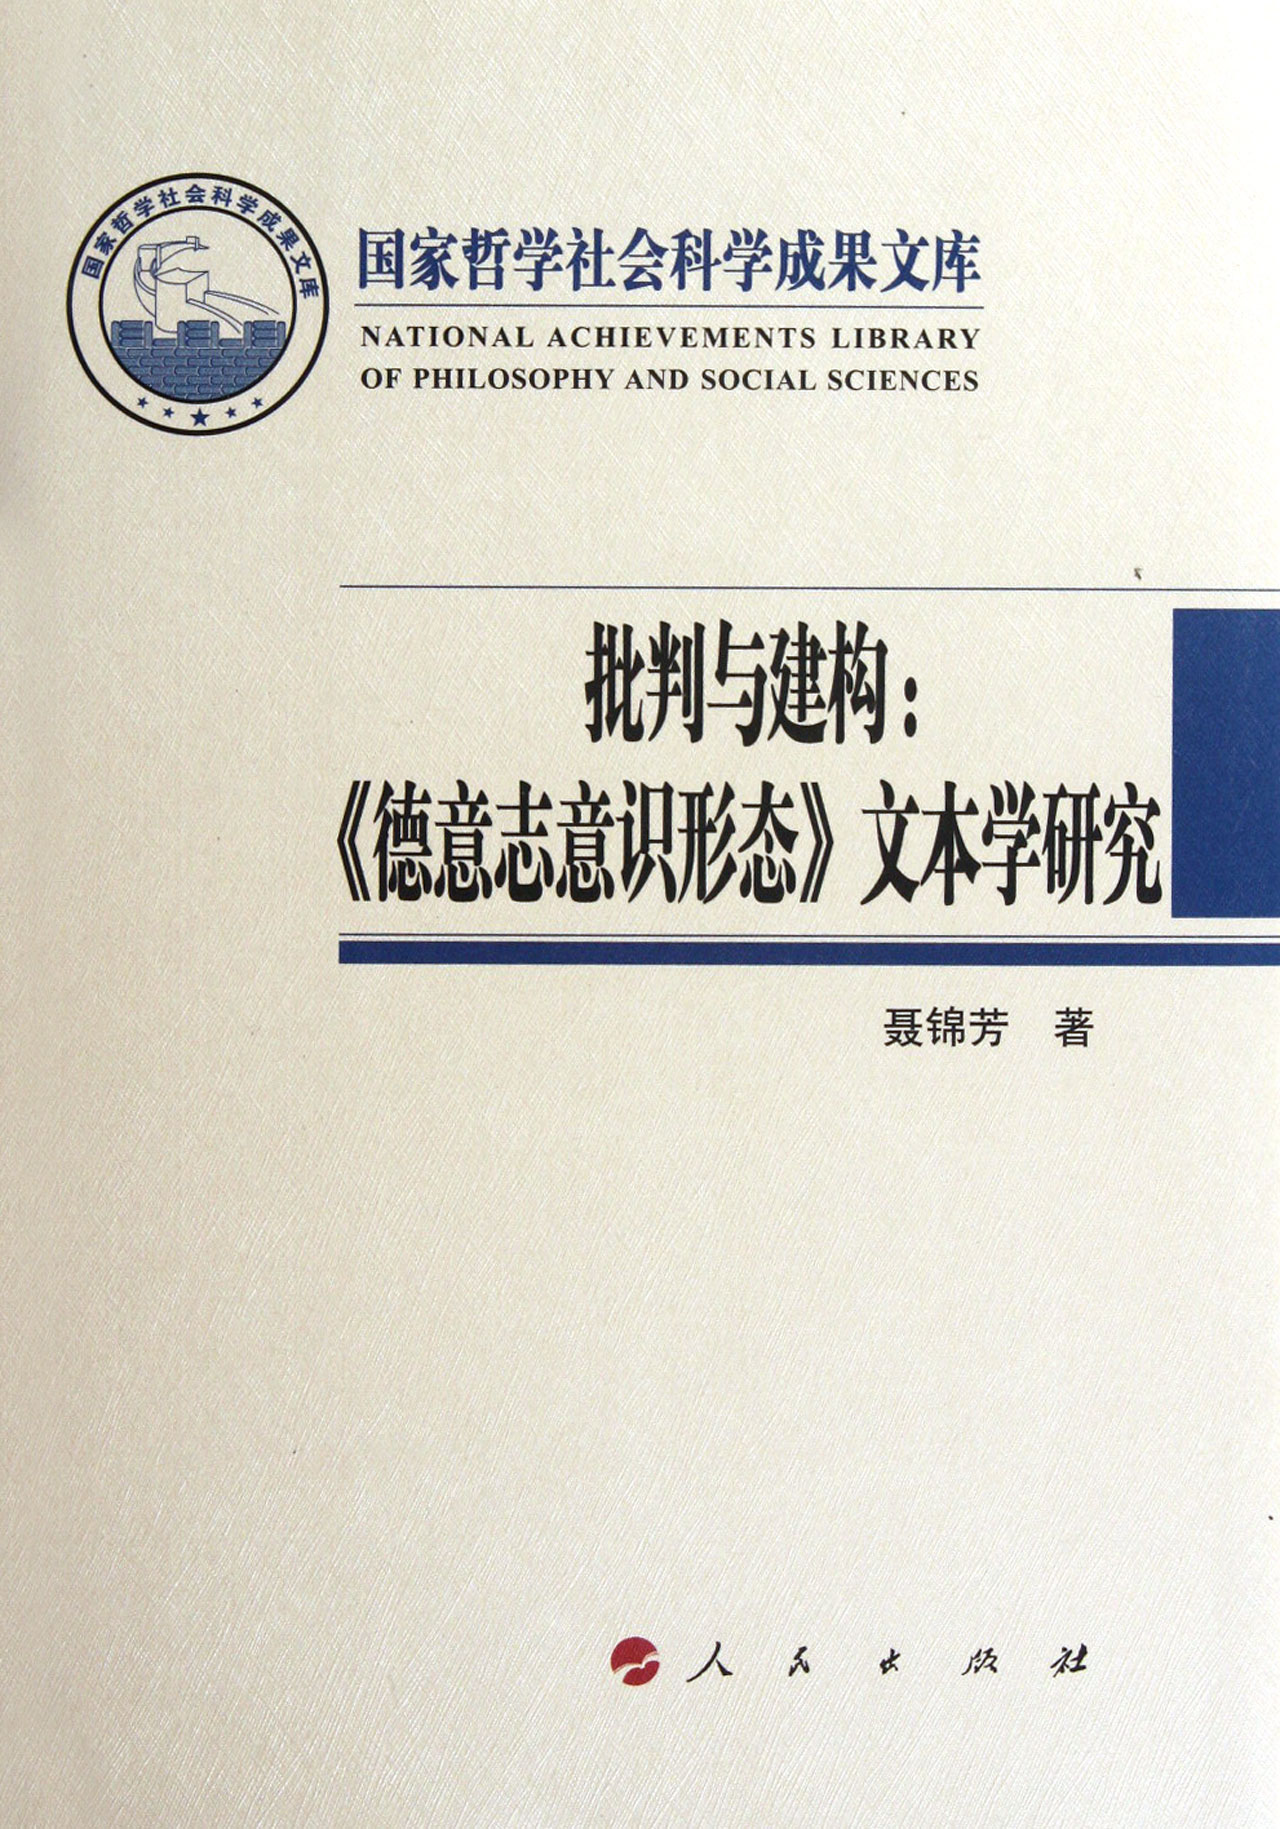 国家哲学社会科学成果文库
国家哲学社会科学成果文库
NATIONAL ACHIEVEMENTS LIBRARY
OF PHILOSOPHY AND SOCIAL SCIENCES
批判与建构：
《德意志意识形态》文本学研究
聂锦芳 著
人民出版社